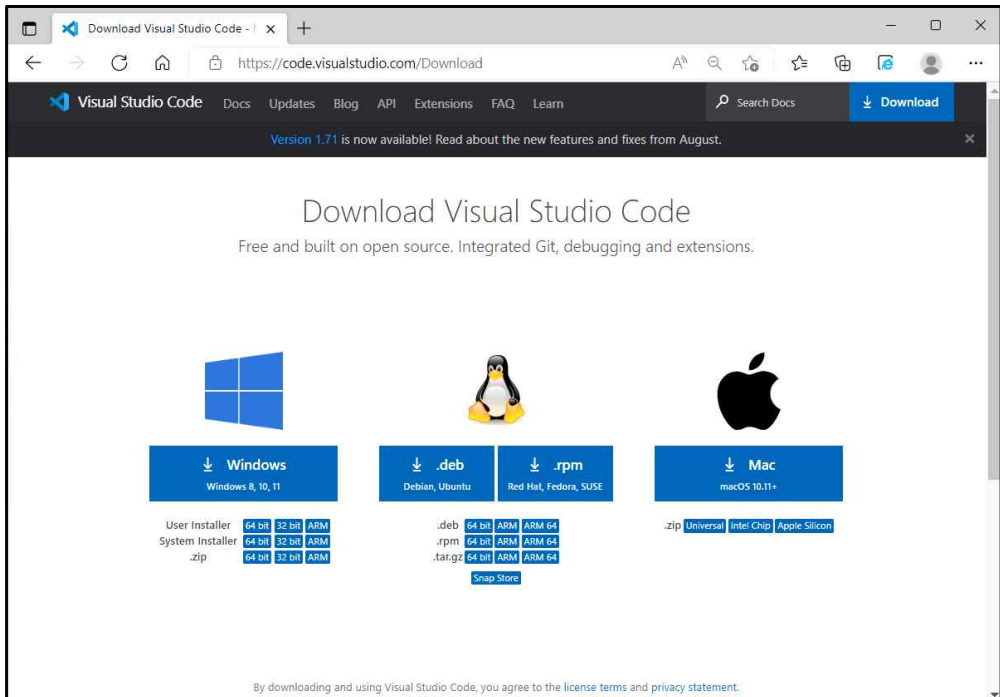 Download Visual Studio Code -
https://code.visualstudio.com/Download
Visual Studio Code Docs Updates Blog API Extensions FAQ Learn Search Docs Download
Version 1.71 is now available! Read about the new features and fixes from August.
Download Visual Studio Code
Free and built on open source. Integrated Git, debugging and extensions.
Windows
Windows 8, 10, 11
User Installer 64 bit 32 bit ARM
System Installer 64 bit 32 bit ARM
.zip 64 bit 32 bit ARM
.deb
Debian, Ubuntu
.rpm
Red Hat, Fedora, SUSE
.deb 64 bit ARM ARM 64
.rpm 64 bit ARM ARM 64
.tar.gz 64 bit ARM ARM 64
Snap Store
Mac
macOS 10.11+
.zip Universal Intel Chip Apple Silicon
By downloading and using Visual Studio Code, you agree to the license terms and privacy statement.